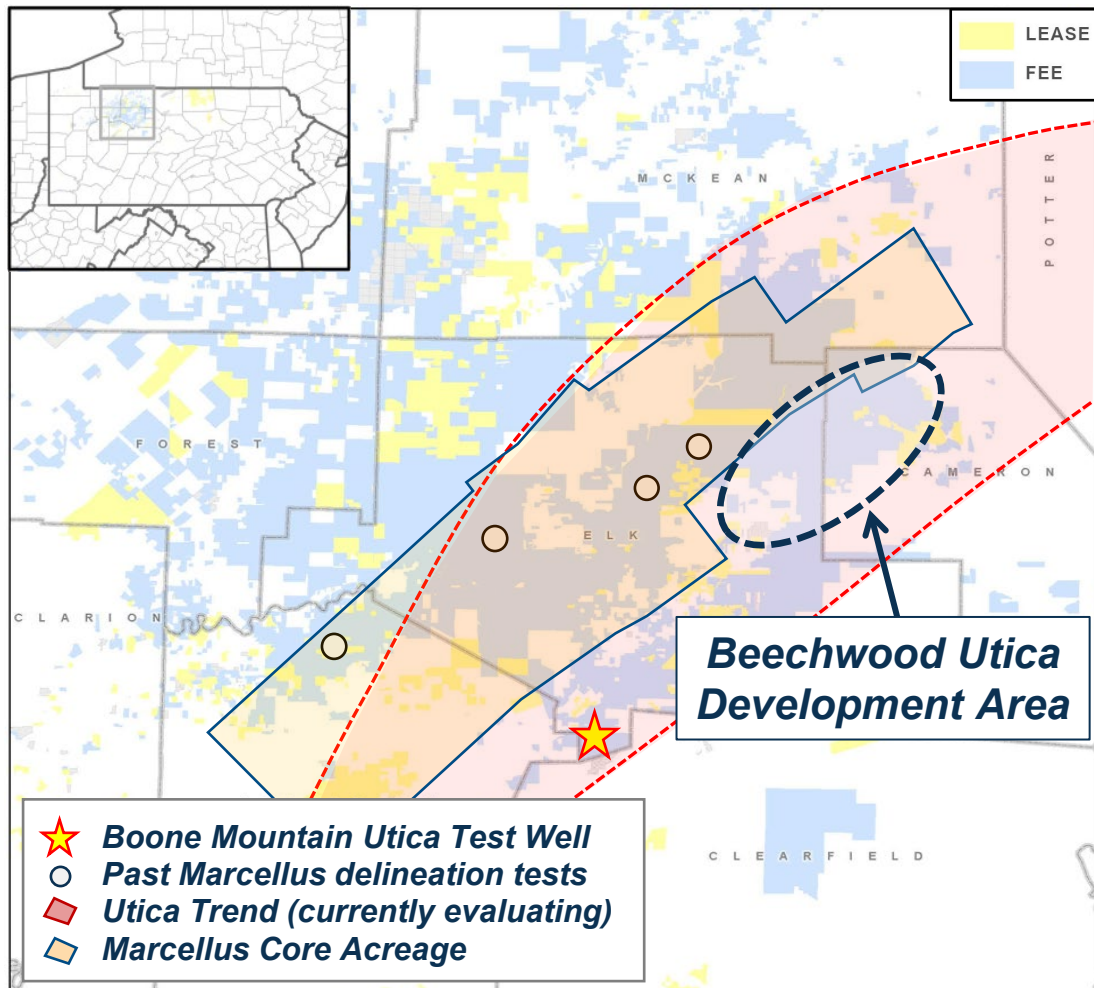 LEASE
FEE
MCKEAN
POTTER
FOREST
ELK
CAMERON
CLARION
Beechwood Utica
Development Area
Boone Mountain Utica Test Well
Past Marcellus delineation tests
Utica Trend (currently evaluating)
Marcellus Core Acreage
CLEARFIELD